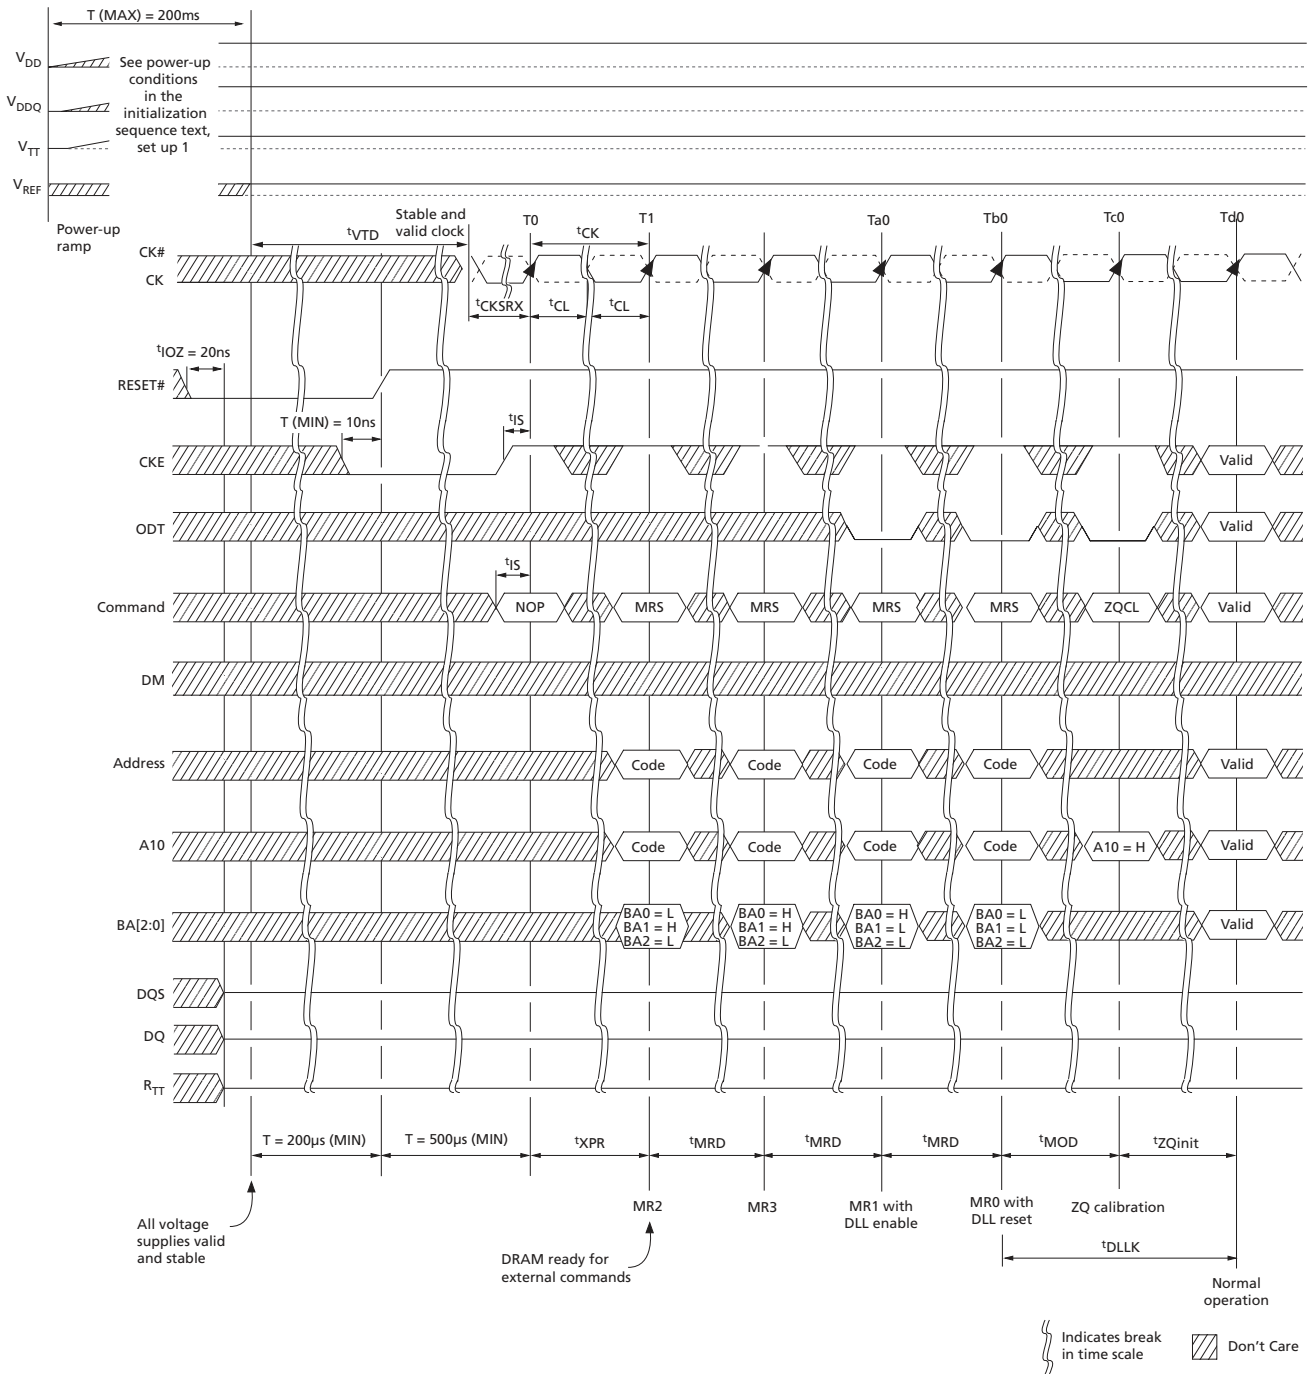 T (MAX) = 200ms
VDD
See power-up
conditions
in the
initialization
sequence text,
set up 1
VDDQ
VTT
VREF
Power-up
ramp
Stable and
valid clock
T0
T1
Ta0
Tb0
Tc0
Td0
tVTD
tCK
CK#
CK
tCKSRX
tCL
tCL
tIOZ = 20ns
RESET#
T (MIN) = 10ns
tIS
CKE
Valid
ODT
Valid
tIS
Command
NOP
MRS
MRS
MRS
MRS
ZQCL
Valid
DM
Address
Code
Code
Code
Code
Valid
A10
Code
Code
Code
Code
A10 = H
Valid
BA[2:0]
BA0 = L
BA1 = H
BA2 = L
BA0 = H
BA1 = H
BA2 = L
BA0 = H
BA1 = L
BA2 = L
BA0 = L
BA1 = L
BA2 = L
Valid
DQS
DQ
RTT
T = 200µs (MIN)
T = 500µs (MIN)
tXPR
tMRD
tMRD
tMRD
tMOD
tZQinit
All voltage
supplies valid
and stable
MR2
MR3
MR1 with
DLL enable
MR0 with
DLL reset
ZQ calibration
DRAM ready for
external commands
tDLLK
Normal
operation
Indicates break
in time scale
Don't Care